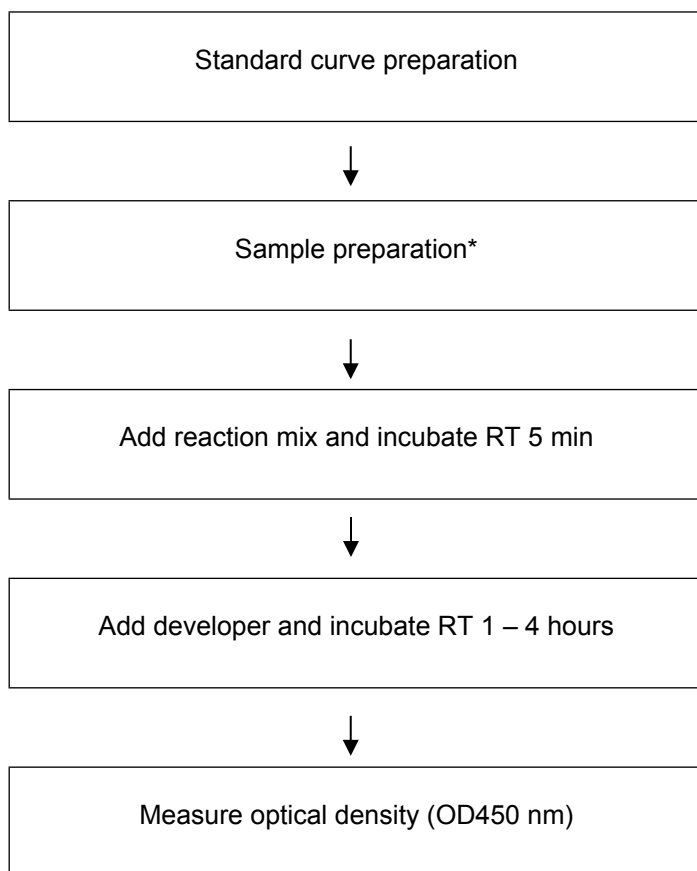 Standard curve preparation
Sample preparation*
Add reaction mix and incubate RT 5 min
Add developer and incubate RT 1 – 4 hours
Measure optical density (OD450 nm)